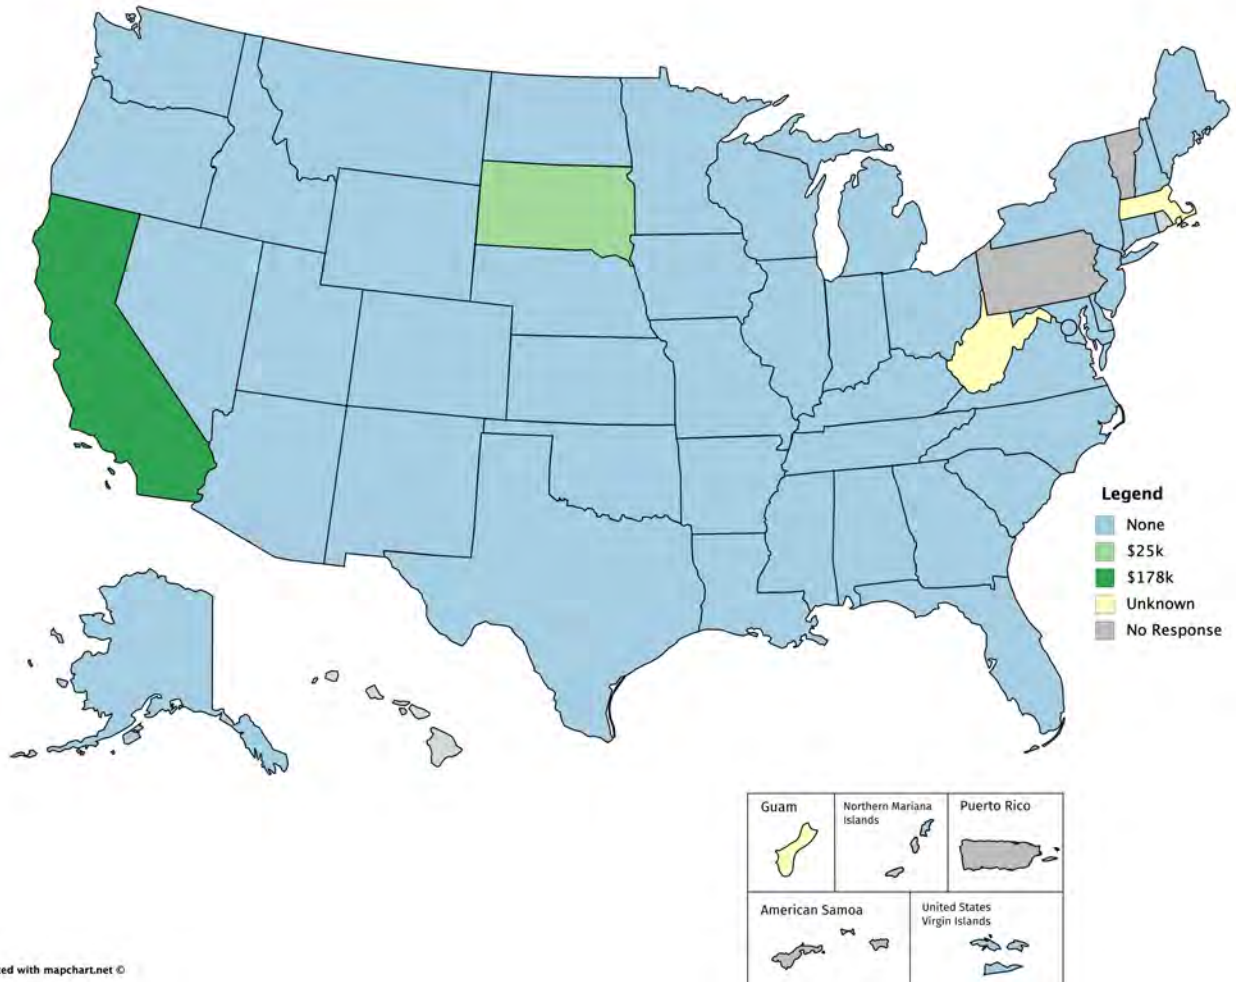 Legend
None
$25k
$178k
Unknown
No Response
Guam
Northern Mariana
Islands
Puerto Rico
American Samoa
United States
Virgin Islands
ed with mapchart.net ©